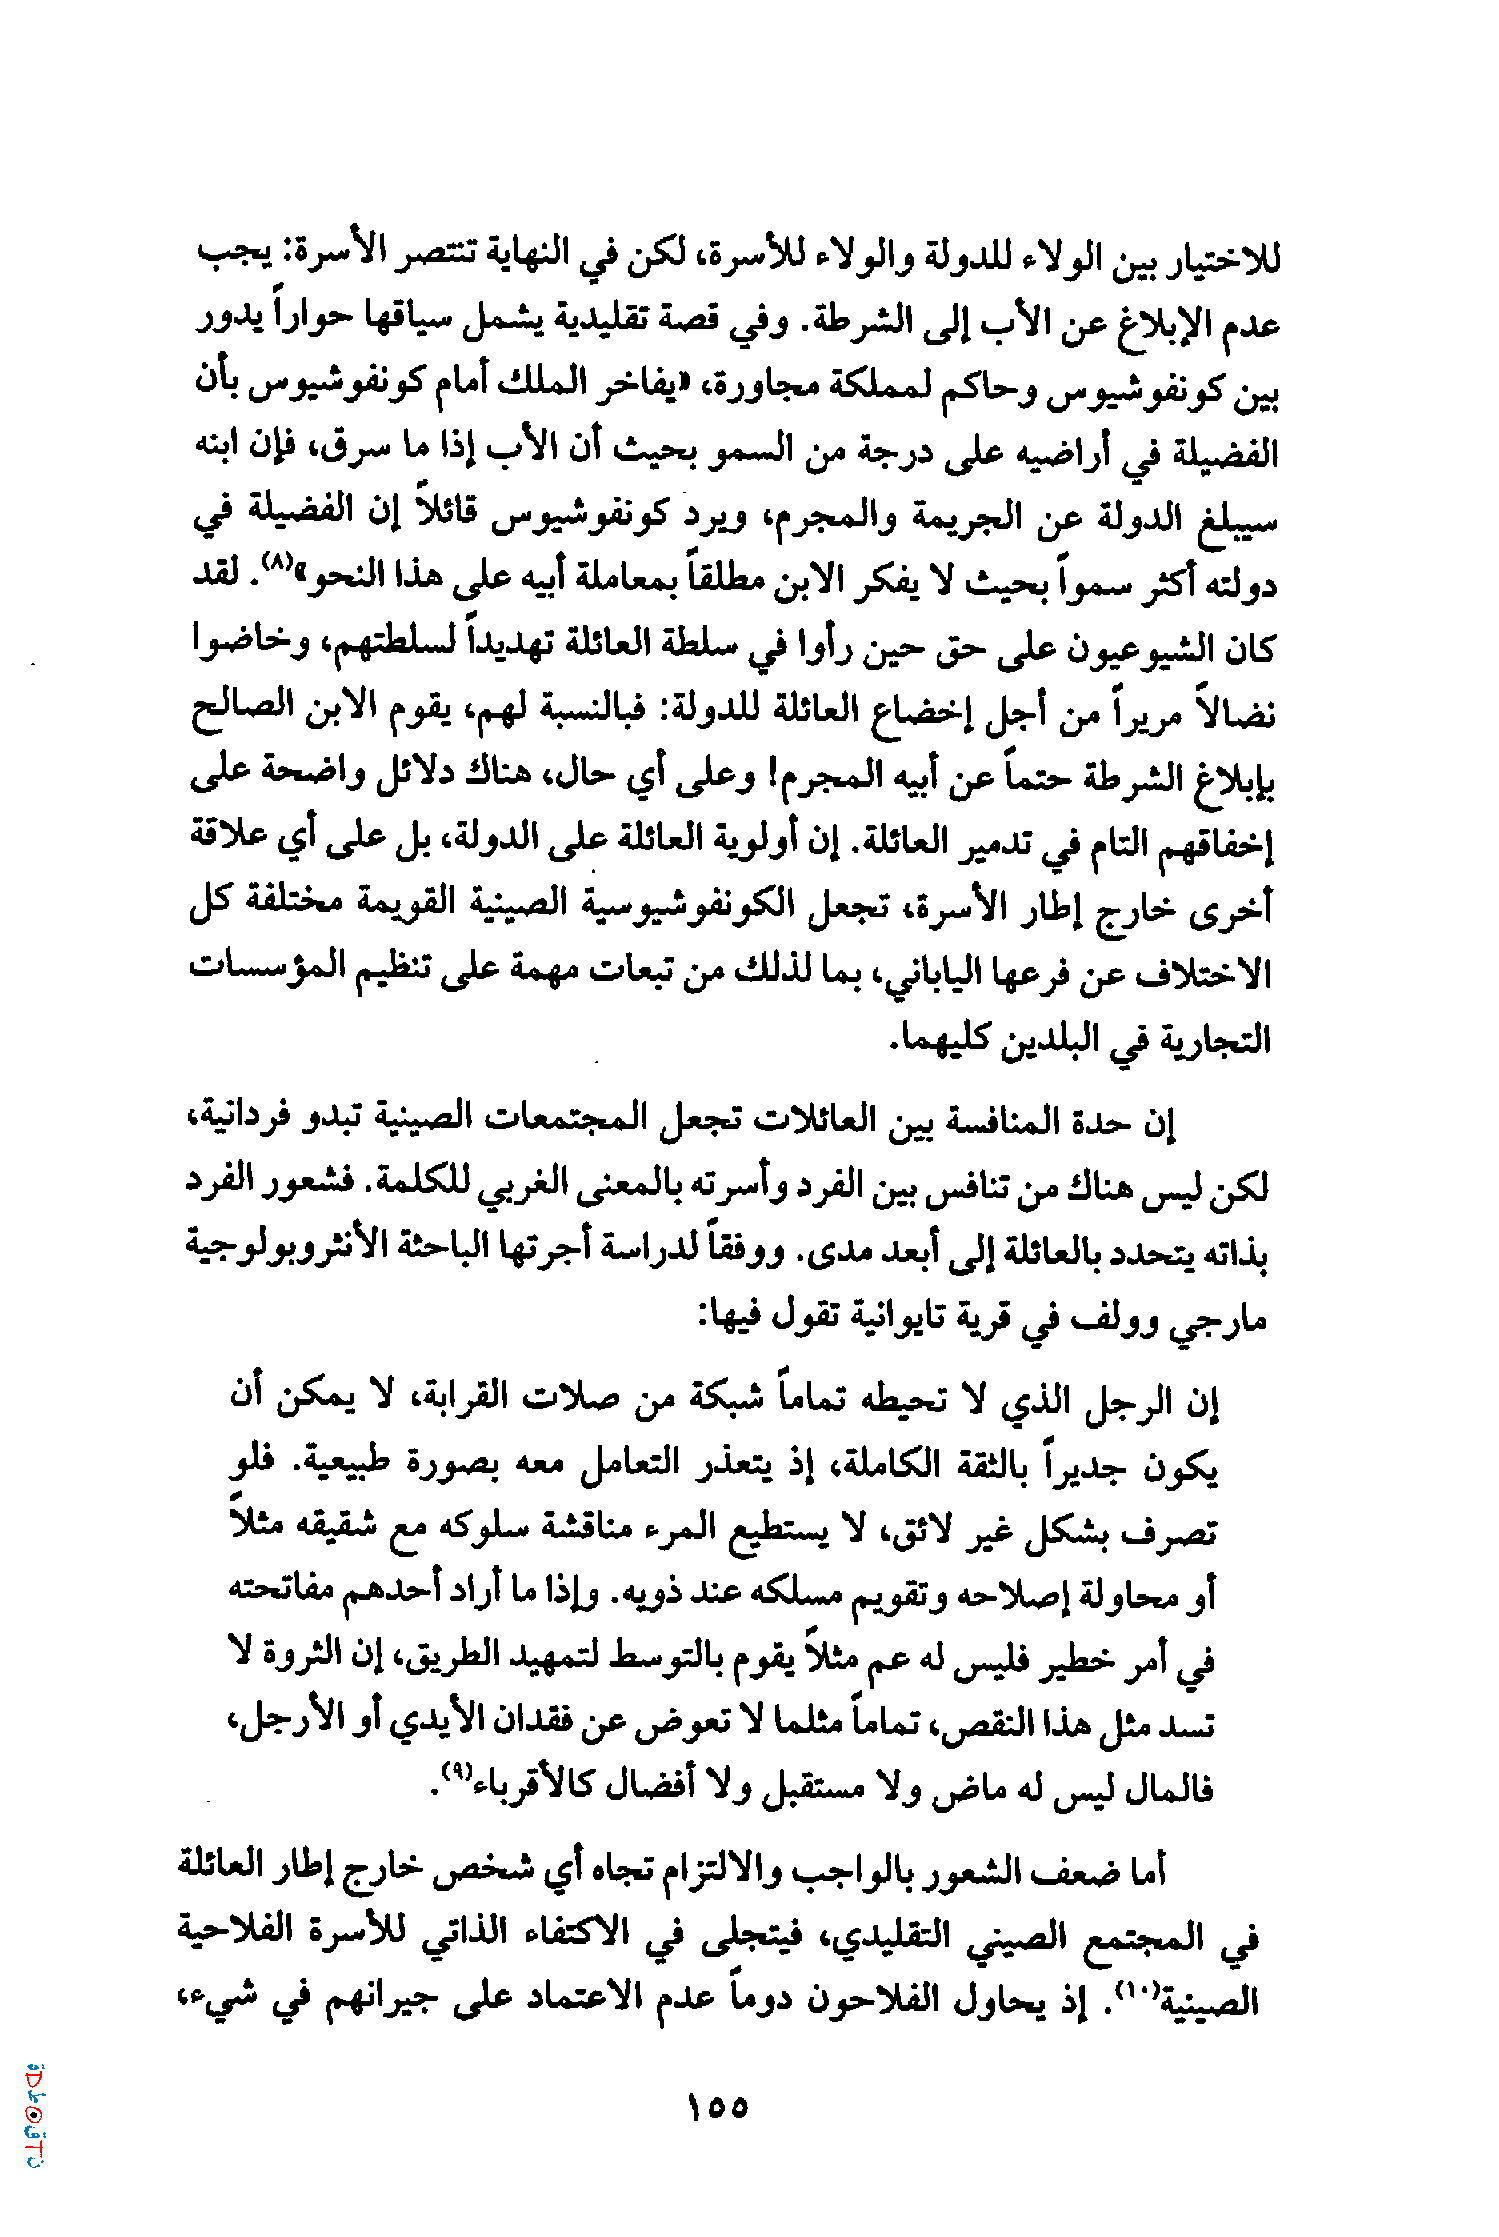 للاختيار بين الولاء للدولة والولاء للأسرة، لكن في النهاية تنتصر الأسرة: يجب
عدم الإبلاغ عن الأب إلى الشرطة. وفي قصة تقليدية يشمل سياقها حواراً يدور
بين كونفوشيوس وحاكم لمملكة مجاورة، «يفاخر الملك أمام كونفوشيوس بأن
الفضيلة في أراضيه على درجة من السمو بحيث أن الأب إذا ما سرق، فإن ابنه
سيبلغ الدولة عن الجريمة والمجرم، ويرد كونفوشيوس قائلاً إن الفضيلة في
دولته أكثر سمواً بحيث لا يفكر الابن مطلقاً بمعاملة أبيه على هذا النحو»(٨). لقد
كان الشيوعيون على حق حين رأوا في سلطة العائلة تهديداً لسلطتهم، وخاضوا
نضالاً مريراً من أجل إخضاع العائلة للدولة: فبالنسبة لهم، يقوم الابن الصالح
بإبلاغ الشرطة حتماً عن أبيه المجرم! وعلى أي حال، هناك دلائل واضحة على
إخفاقهم التام في تدمير العائلة. إن أولوية العائلة على الدولة، بل على أي علاقة
أخرى خارج إطار الأسرة، تجعل الكونفوشيوسية الصينية القويمة مختلفة كل
الاختلاف عن فرعها الياباني، بما لذلك من تبعات مهمة على تنظيم المؤسسات
التجارية في البلدين كليهما.
إن حدة المنافسة بين العائلات تجعل المجتمعات الصينية تبدو فردانية،
لكن ليس هناك من تنافس بين الفرد وأسرته بالمعنى الغربي للكلمة. فشعور الفرد
بذاته يتحدد بالعائلة إلى أبعد مدى. ووفقاً لدراسة أجرتها الباحثة الأنثروبولوجية
مارجي وولف في قرية تايوانية تقول فيها:
إن الرجل الذي لا تحيطه تماماً شبكة من صلات القرابة، لا يمكن أن
يكون جديراً بالثقة الكاملة، إذ يتعذر التعامل معه بصورة طبيعية. فلو
تصرف بشكل غير لائق، لا يستطيع المرء مناقشة سلوكه مع شقيقه مثلاً
أو محاولة إصلاحه وتقويم مسلكه عند ذويه. وإذا ما أراد أحدهم مفاتحته
في أمر خطير فليس له عم مثلاً يقوم بالتوسط لتمهيد الطريق، إن الثروة لا
تسد مثل هذا النقص، تماماً مثلما لا تعوض عن فقدان الأيدي أو الأرجل،
فالمال ليس له ماض ولا مستقبل ولا أفضال كالأقرباء(٩).
أما ضعف الشعور بالواجب والالتزام تجاه أي شخص خارج إطار العائلة
في المجتمع الصيني التقليدي، فيتجلى في الاكتفاء الذاتي للأسرة الفلاحية
الصينية(١٠). إذ يحاول الفلاحون دوماً عدم الاعتماد على جيرانهم في شيء،
١٥٥